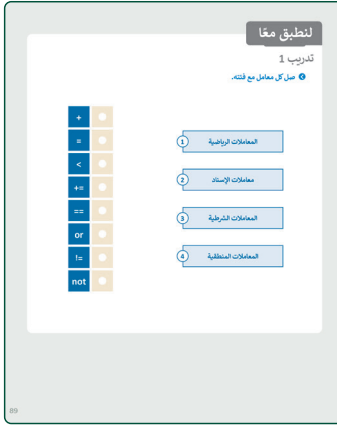 لنطبق معًا
تدريب 1
صل كل معامل مع فئته.
1 المعاملات الرياضية
2 معاملات الإسناد
3 المعاملات الشرطية
4 المعاملات المنطقية
+
=
<
+=
==
or
!=
not
89